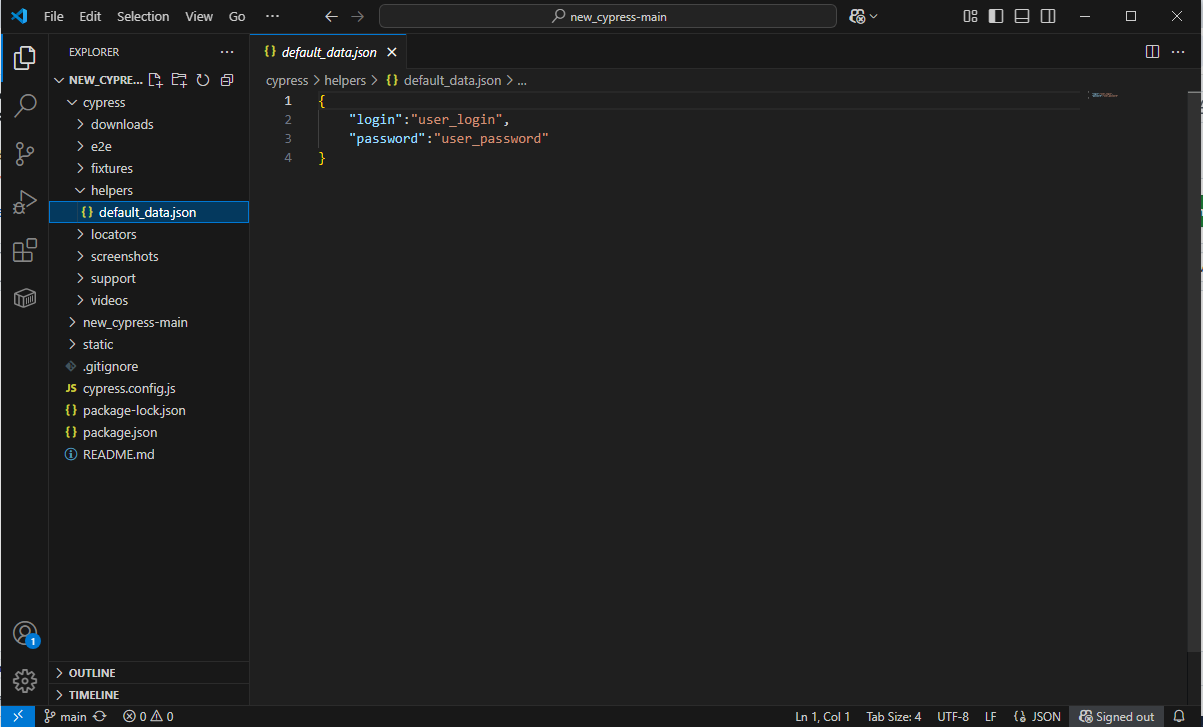 File Edit Selection View Go ··· new_cypress-main
EXPLORER ···
NEW_CYPRE...
cypress
downloads
e2e
fixtures
helpers
{} default_data.json
locators
screenshots
support
videos
new_cypress-main
static
.gitignore
JS cypress.config.js
{} package-lock.json
{} package.json
README.md
OUTLINE
TIMELINE
{} default_data.json
cypress > helpers > {} default_data.json > ...
1 {
2 "login":"user_login",
3 "password":"user_password"
4 }
1
main 0 0 Ln 1, Col 1 Tab Size: 4 UTF-8 LF {} JSON Signed out